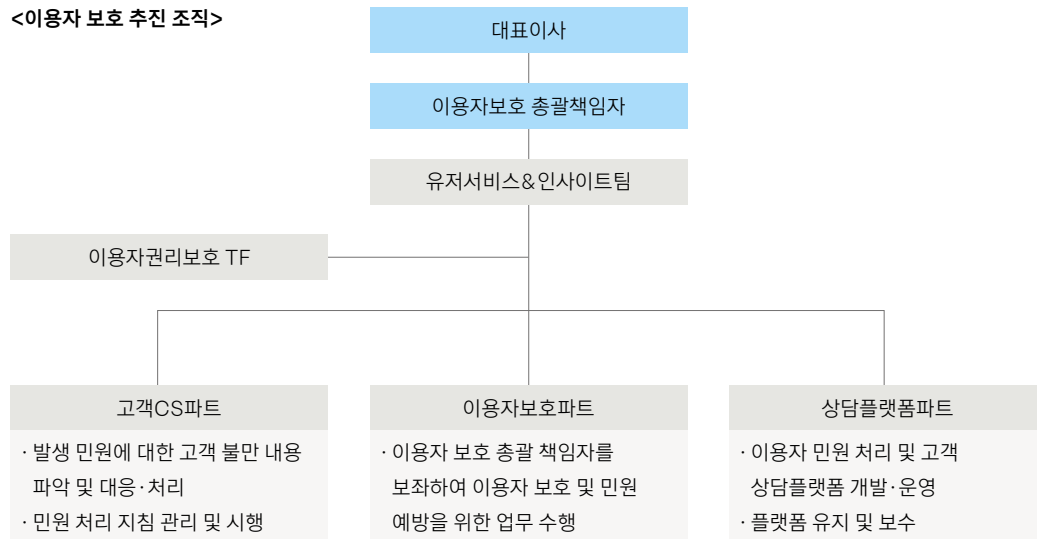 <이용자 보호 추진 조직>
대표이사
이용자보호 총괄책임자
유저서비스&인사이트팀
이용자권리보호 TF
고객CS파트
· 발생 민원에 대한 고객 불만 내용
파악 및 대응·처리
· 민원 처리 지침 관리 및 시행
이용자보호파트
· 이용자 보호 총괄 책임자를
보좌하여 이용자 보호 및 민원
예방을 위한 업무 수행
상담플랫폼파트
· 이용자 민원 처리 및 고객
상담플랫폼 개발·운영
· 플랫폼 유지 및 보수